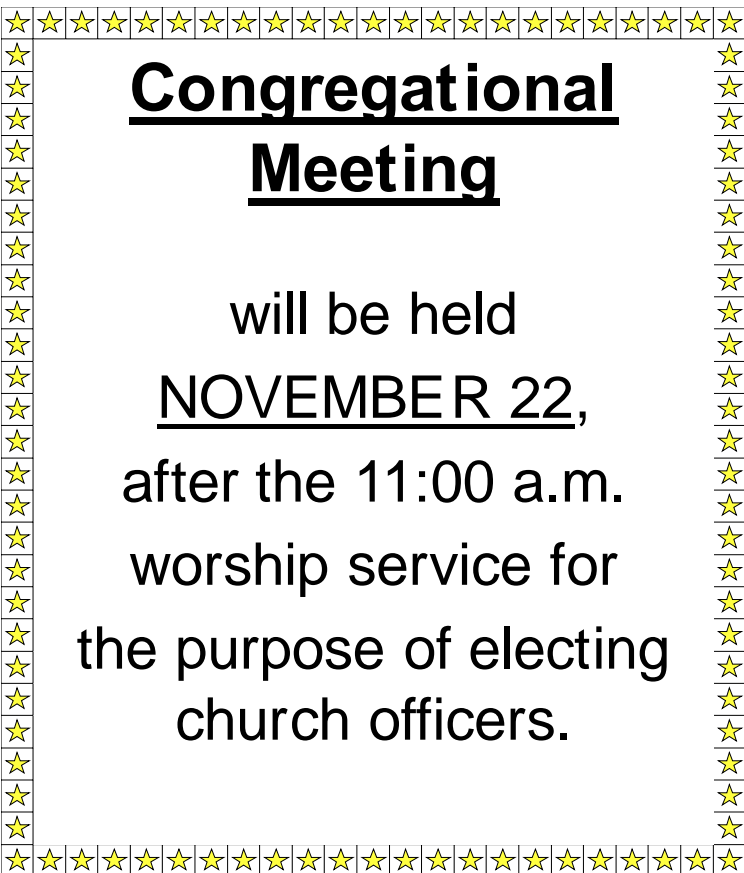 Congregational
Meeting
will be held
NOVEMBER 22,
after the 11:00 a.m.
worship service for
the purpose of electing
church officers.